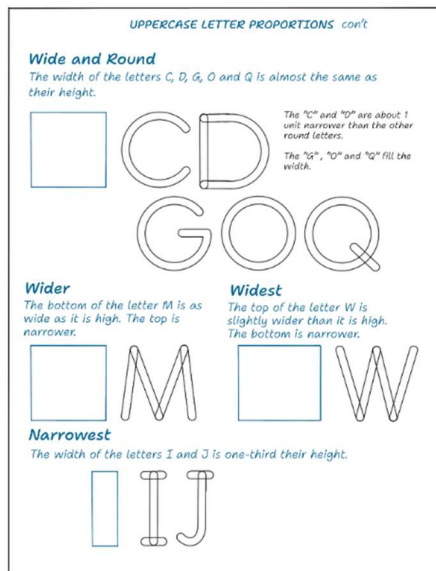 UPPERCASE LETTER PROPORTIONS con't
Wide and Round
The width of the letters C, D, G, O and Q is almost the same as
their height.
The "C" and "D" are about 1
unit narrower than the other
round letters.
The "G", "O" and "Q" fill the
width.
C D
G O Q
Wider
The bottom of the letter M is as
wide as it is high. The top is
narrower.
M
Widest
The top of the letter W is
slightly wider than it is high.
The bottom is narrower.
W
Narrowest
The width of the letters I and J is one-third their height.
I J